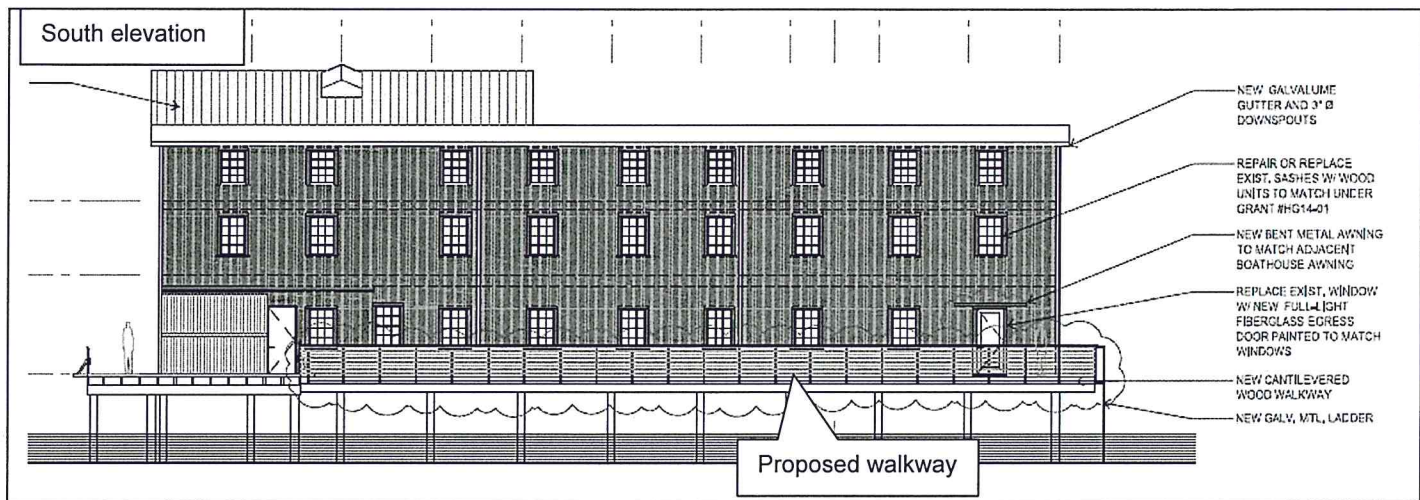 South elevation
NEW GALVALUME
GUTTER AND 3" Ø
DOWNSPOUTS
REPAIR OR REPLACE
EXIST. SASHES W/ WOOD
UNITS TO MATCH UNDER
GRANT #HG14-01
NEW BENT METAL AWNING
TO MATCH ADJACENT
BOATHOUSE AWNING
REPLACE EXIST. WINDOW
W/ NEW FULL-LIGHT
FIBERGLASS EGRESS
DOOR PAINTED TO MATCH
WINDOWS
NEW CANTILEVERED
WOOD WALKWAY
NEW GALV. MTL. LADDER
Proposed walkway